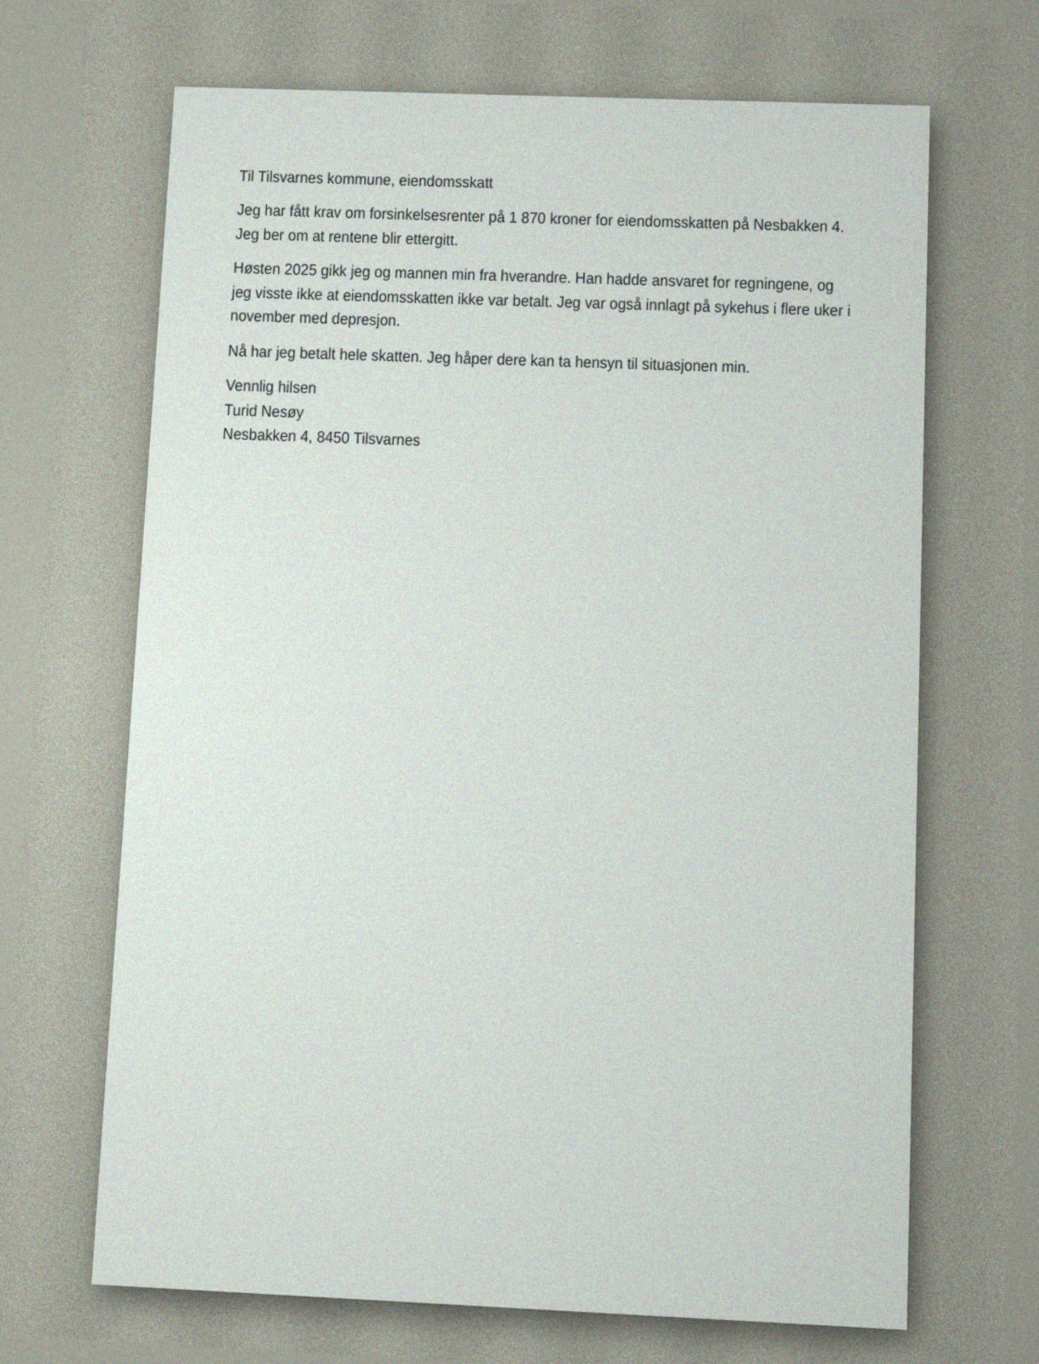 Til Tilsvarnes kommune, eiendomsskatt
Jeg har fått krav om forsinkelsesrenter på 1 870 kroner for eiendomsskatten på Nesbakken 4.
Jeg ber om at rentene blir ettergitt.
Høsten 2025 gikk jeg og mannen min fra hverandre. Han hadde ansvaret for regningene, og
jeg visste ikke at eiendomsskatten ikke var betalt. Jeg var også innlagt på sykehus i flere uker i
november med depresjon.
Nå har jeg betalt hele skatten. Jeg håper dere kan ta hensyn til situasjonen min.
Vennlig hilsen
Turid Nesøy
Nesbakken 4, 8450 Tilsvarnes